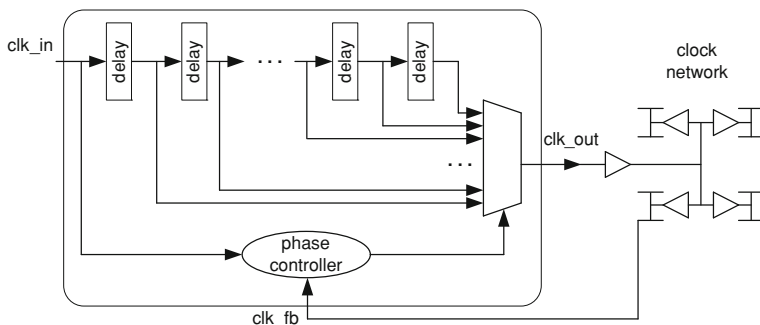 clk_in
delay
delay
...
delay
delay
clock
network
clk_out
...
phase
controller
clk_fb